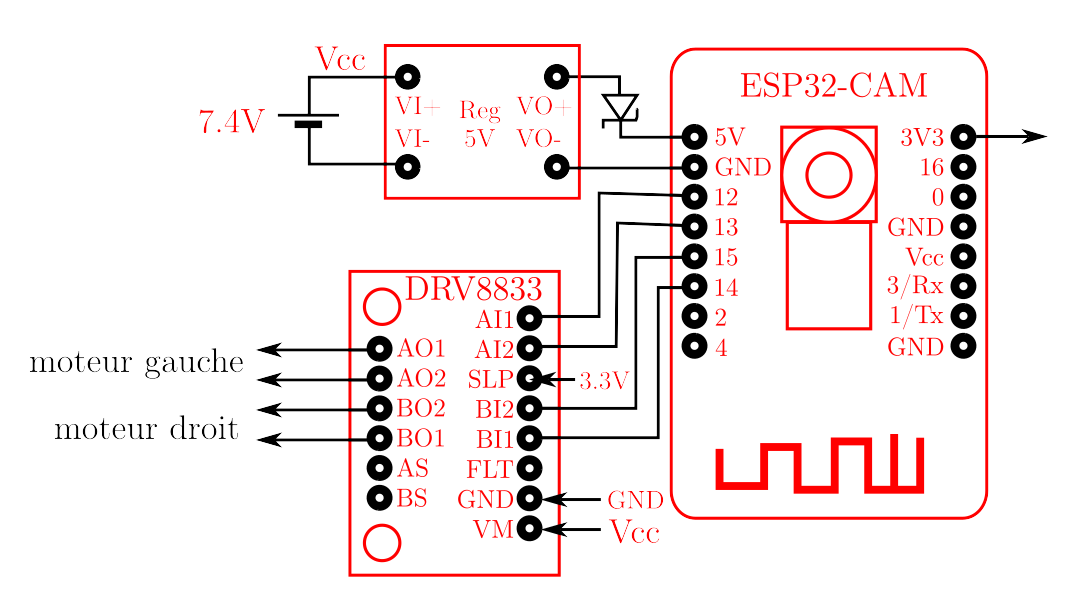 Vcc
7.4V
VI+
Reg
VO+
VI-
5V
VO-
ESP32-CAM
5V
GND
12
13
15
14
2
4
3V3
16
0
GND
Vcc
3/Rx
1/Tx
GND
DRV8833
AI1
AI2
SLP
BI2
BI1
FLT
GND
VM
AO1
AO2
BO2
BO1
AS
BS
moteur gauche
moteur droit
3.3V
GND
Vcc